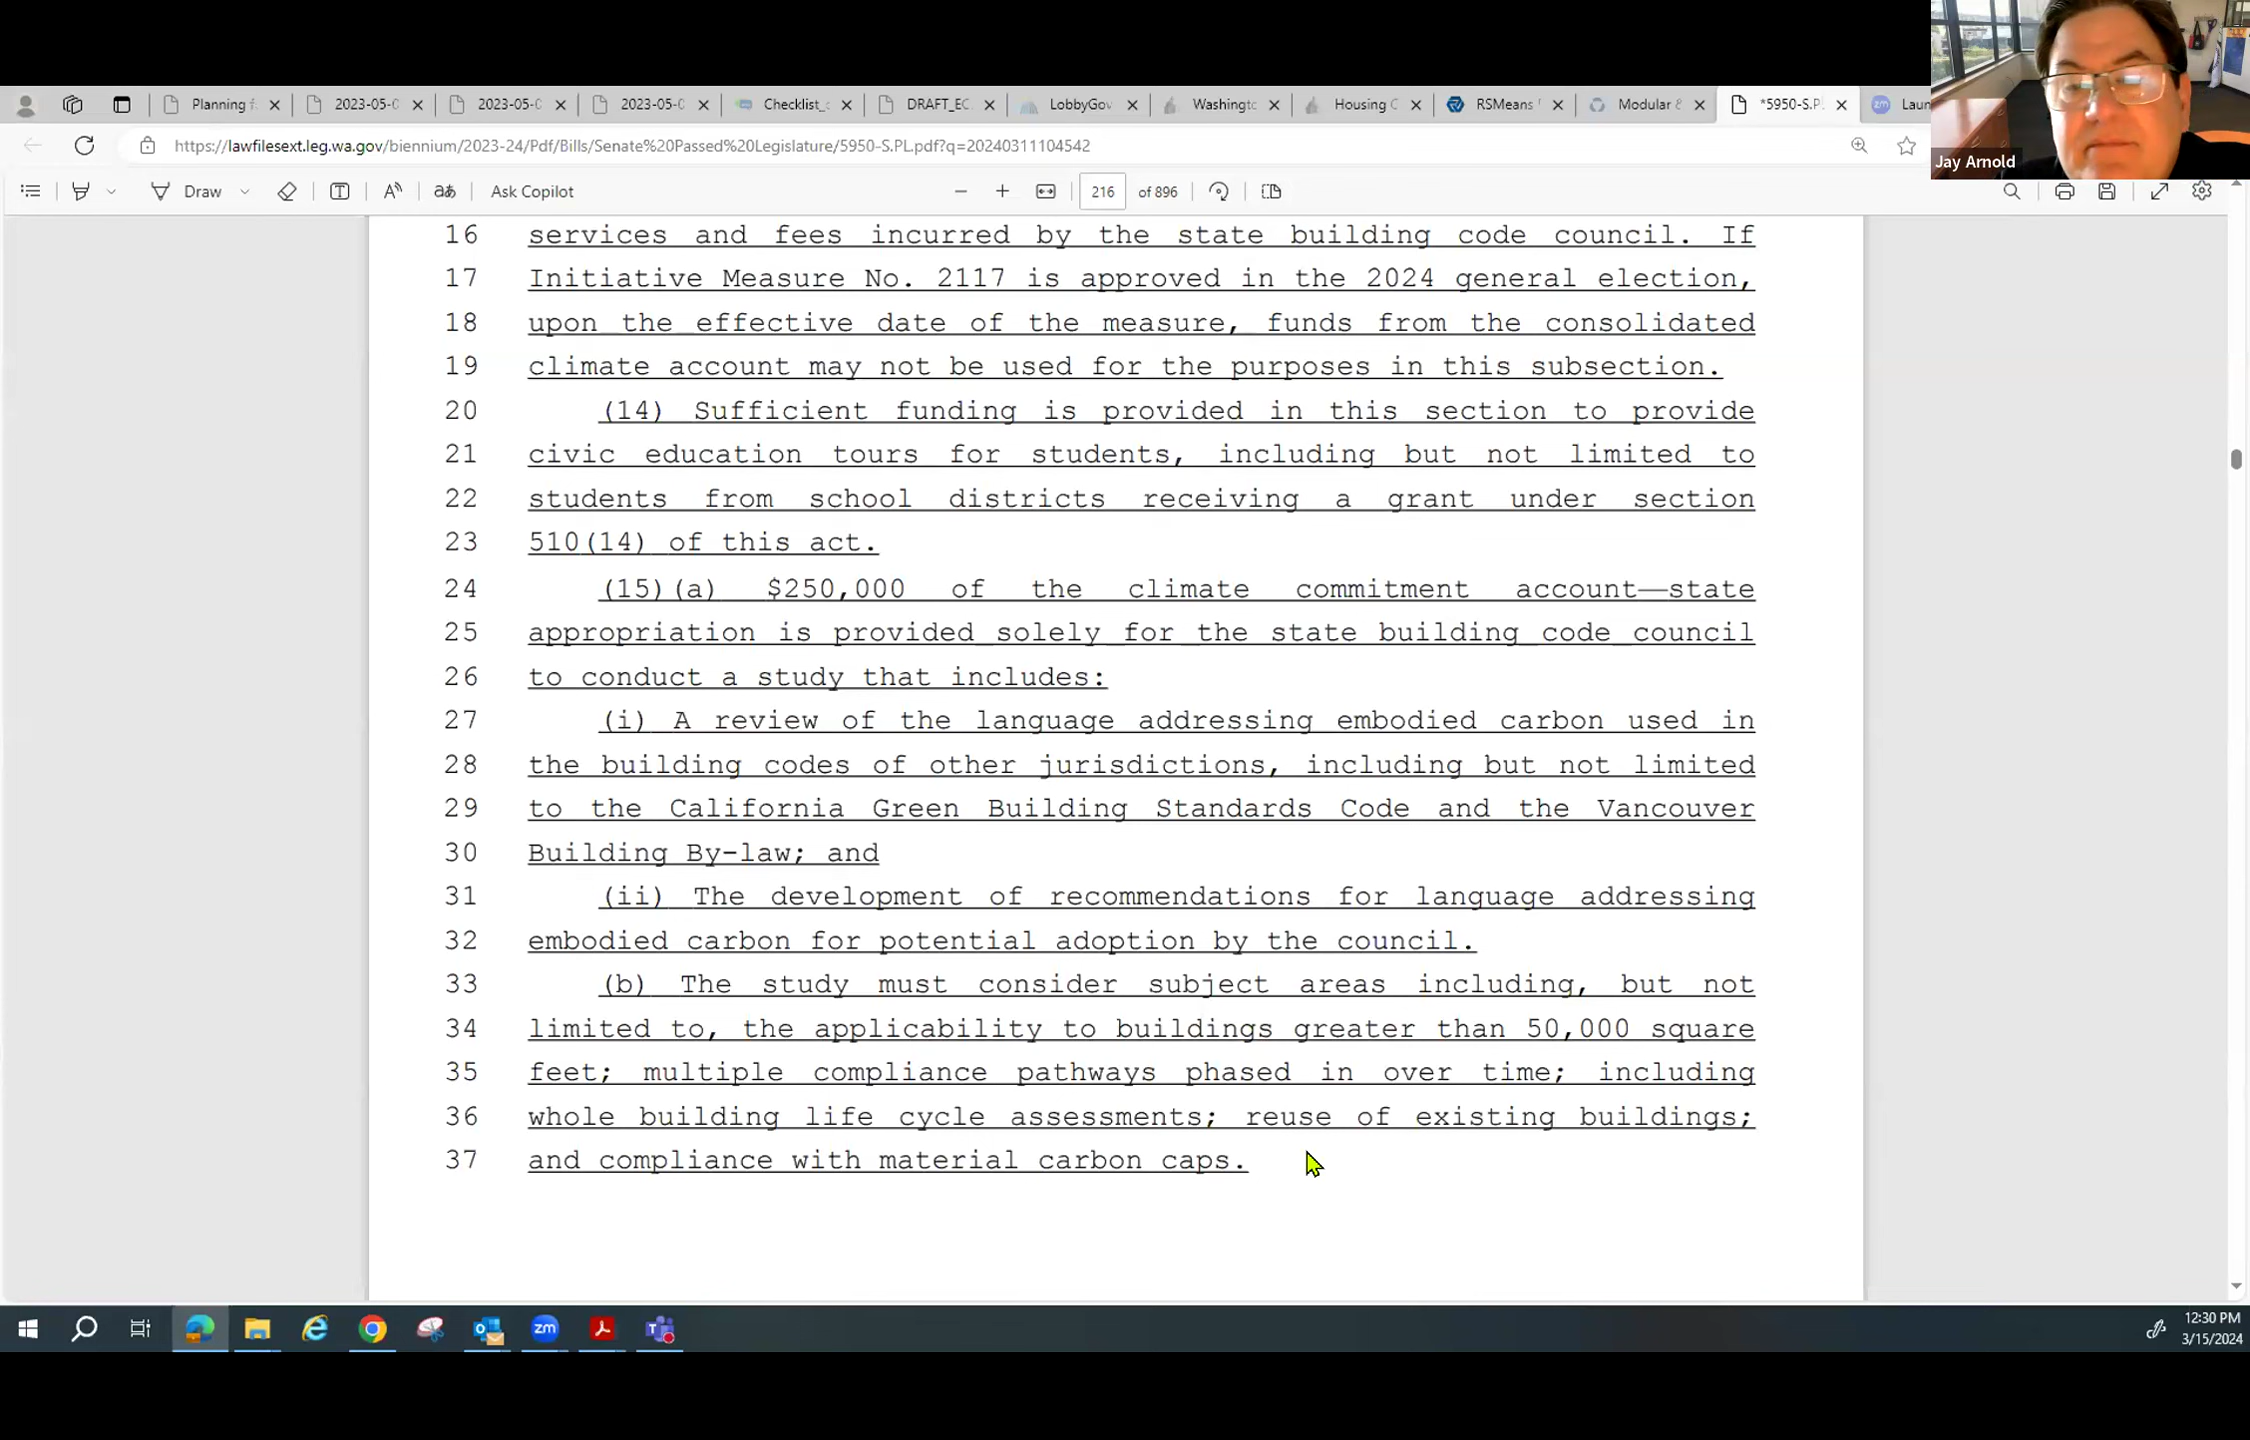 Planning f
2023-05-0
2023-05-0
2023-05-0
Checklist_
DRAFT_EC
LobbyGov
Washingto
Housing C
RSMeans
Modular &
*5950-S.P
zm
Laun
https://lawfilesext.leg.wa.gov/biennium/2023-24/Pdf/Bills/Senate%20Passed%20Legislature/5950-S.PL.pdf?q=20240311104542
Jay Arnold
Draw
Ask Copilot
216 of 896
16 services and fees incurred by the state building code council. If
17 Initiative Measure No. 2117 is approved in the 2024 general election,
18 upon the effective date of the measure, funds from the consolidated
19 climate account may not be used for the purposes in this subsection.
20 (14) Sufficient funding is provided in this section to provide
21 civic education tours for students, including but not limited to
22 students from school districts receiving a grant under section
23 510(14) of this act.
24 (15)(a) $250,000 of the climate commitment account—state
25 appropriation is provided solely for the state building code council
26 to conduct a study that includes:
27 (i) A review of the language addressing embodied carbon used in
28 the building codes of other jurisdictions, including but not limited
29 to the California Green Building Standards Code and the Vancouver
30 Building By-law; and
31 (ii) The development of recommendations for language addressing
32 embodied carbon for potential adoption by the council.
33 (b) The study must consider subject areas including, but not
34 limited to, the applicability to buildings greater than 50,000 square
35 feet; multiple compliance pathways phased in over time; including
36 whole building life cycle assessments; reuse of existing buildings;
37 and compliance with material carbon caps.
zm
12:30 PM
3/15/2024